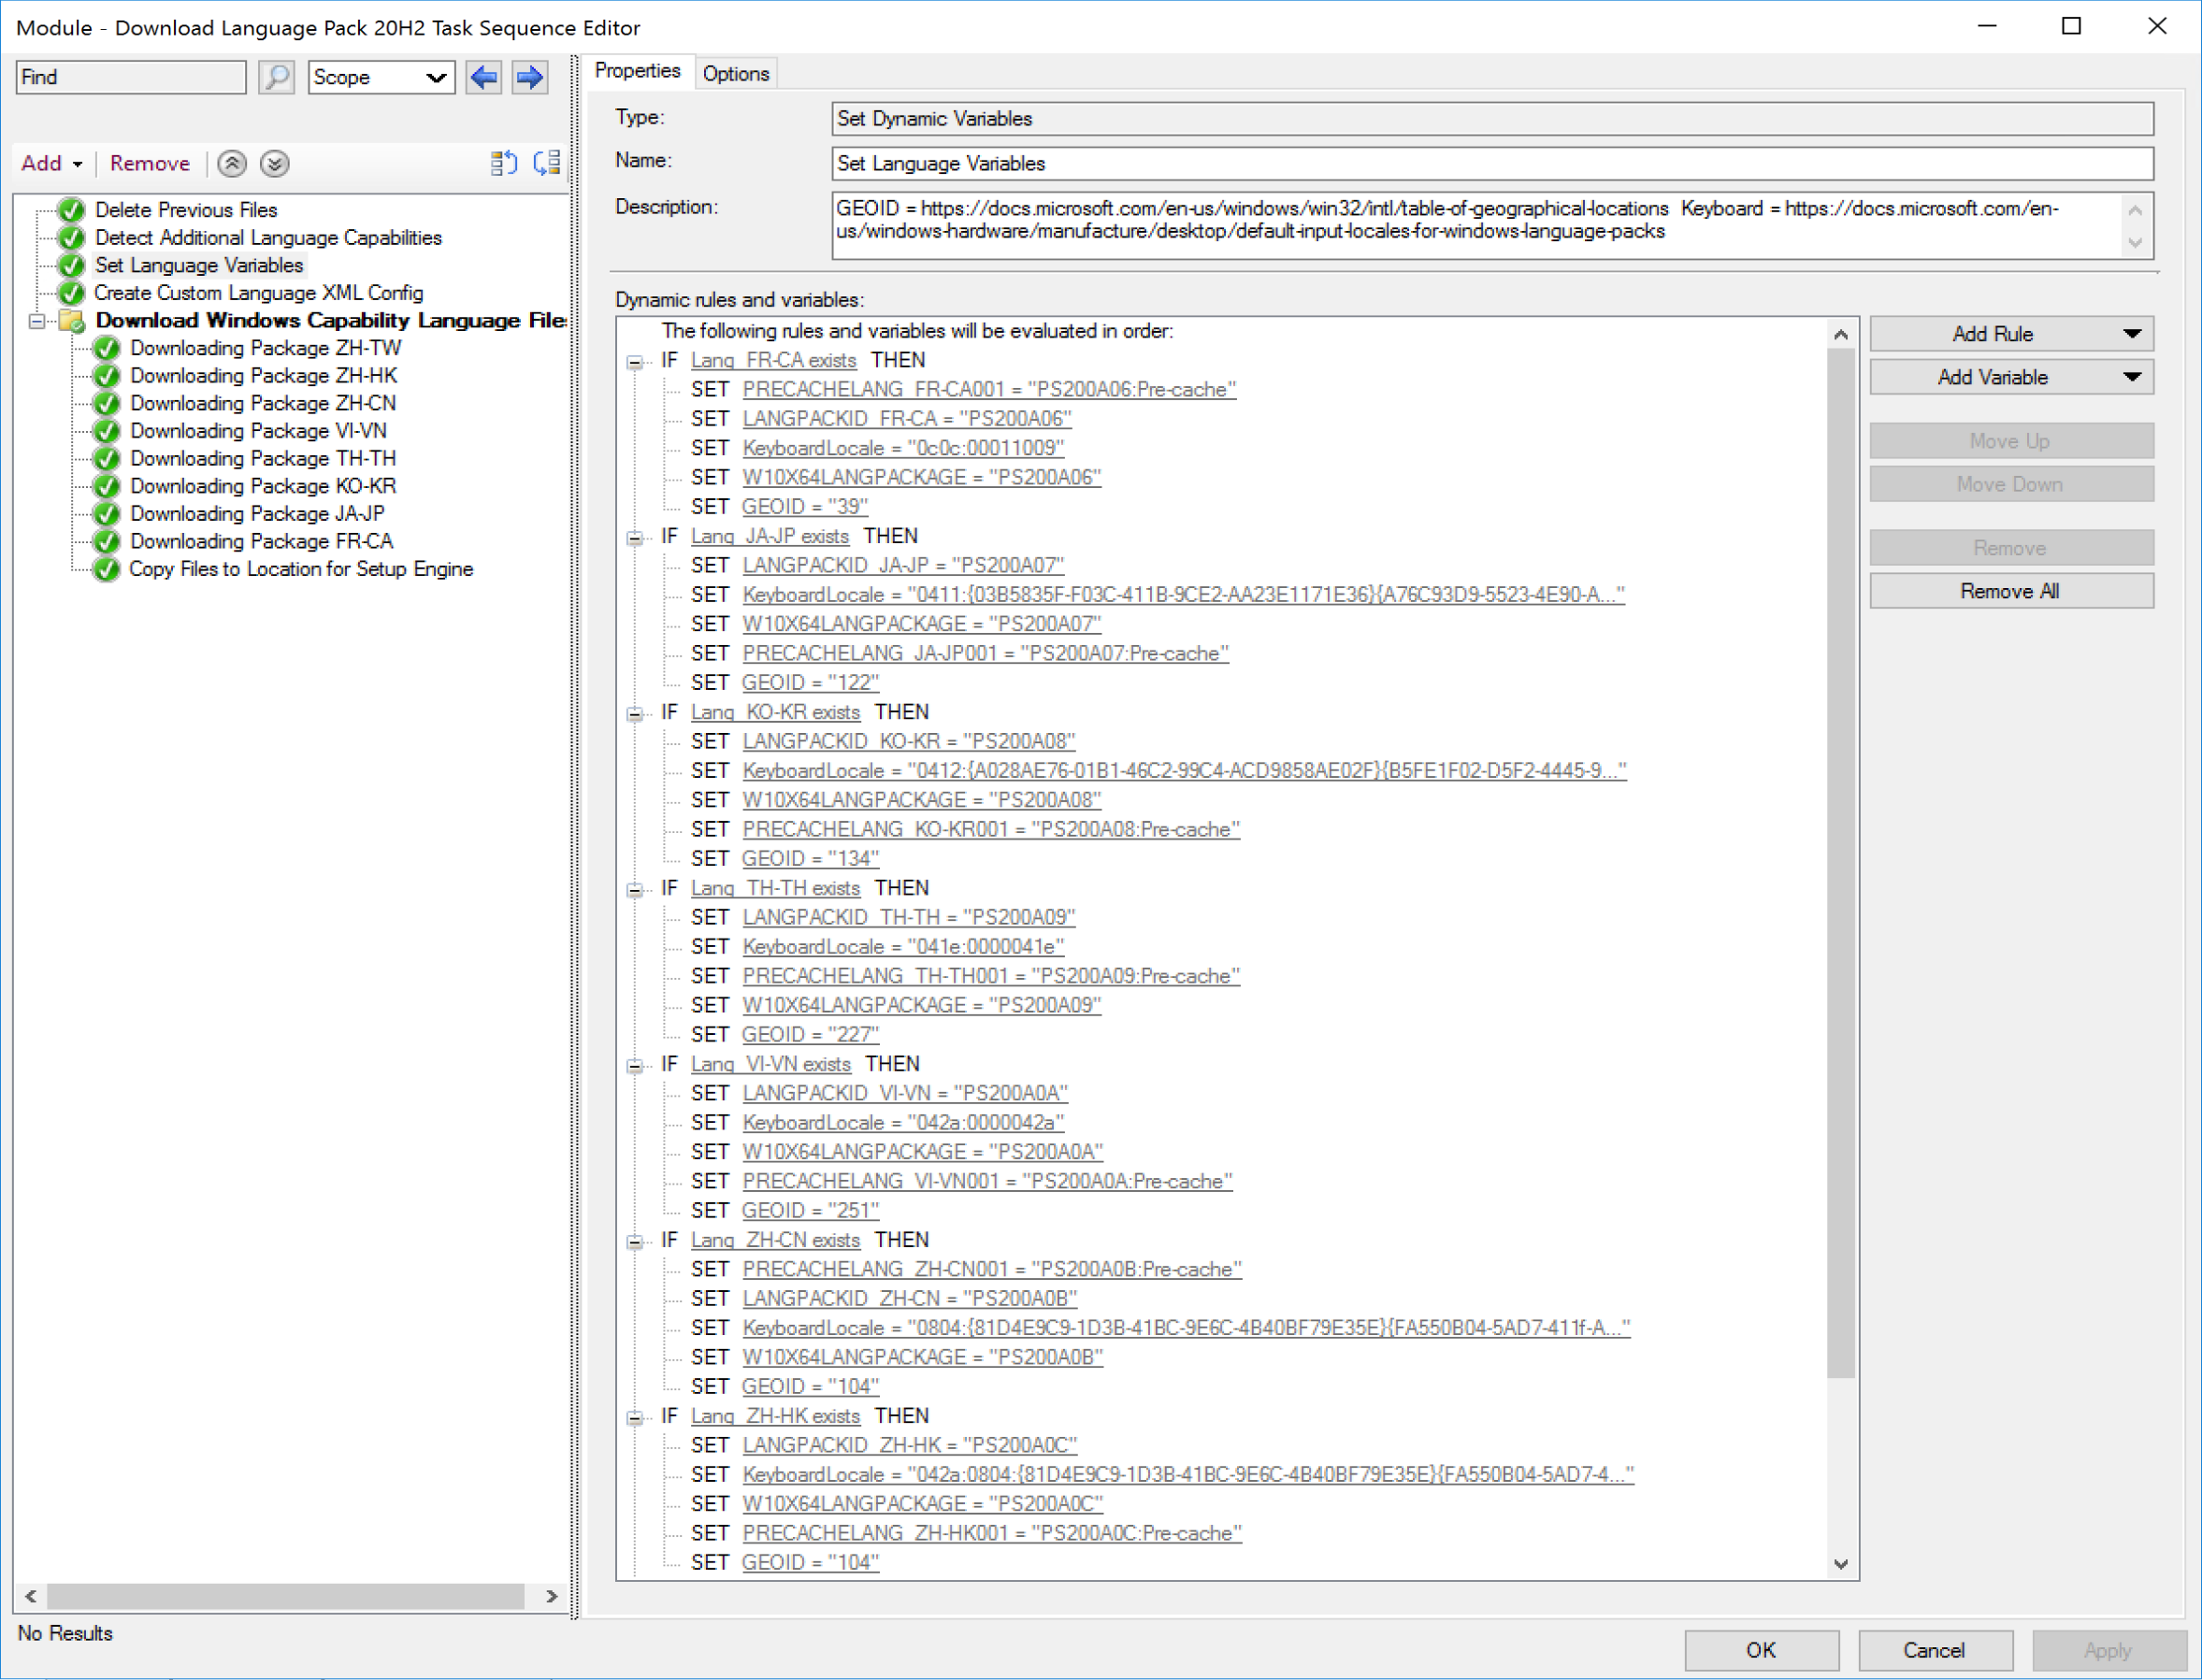 Module - Download Language Pack 20H2 Task Sequence Editor
Find
Scope
Add
Remove
Delete Previous Files
Detect Additional Language Capabilities
Set Language Variables
Create Custom Language XML Config
Download Windows Capability Language File
Downloading Package ZH-TW
Downloading Package ZH-HK
Downloading Package ZH-CN
Downloading Package VI-VN
Downloading Package TH-TH
Downloading Package KO-KR
Downloading Package JA-JP
Downloading Package FR-CA
Copy Files to Location for Setup Engine
No Results
Properties
Options
Type:
Set Dynamic Variables
Name:
Set Language Variables
Description:
GEOID = https://docs.microsoft.com/en-us/windows/win32/intl/table-of-geographical-locations Keyboard = https://docs.microsoft.com/en-
us/windows-hardware/manufacture/desktop/default-input-locales-for-windows-language-packs
Dynamic rules and variables:
The following rules and variables will be evaluated in order:
IF Lang_FR-CA exists THEN
SET PRECACHELANG_FR-CA001 = "PS200A06:Pre-cache"
SET LANGPACKID_FR-CA = "PS200A06"
SET KeyboardLocale = "0c0c:00011009"
SET W10X64LANGPACKAGE = "PS200A06"
SET GEOID = "39"
IF Lang_JA-JP exists THEN
SET LANGPACKID_JA-JP = "PS200A07"
SET KeyboardLocale = "0411:{03B5835F-F03C-411B-9CE2-AA23E1171E36}{A76C93D9-5523-4E90-A..."
SET W10X64LANGPACKAGE = "PS200A07"
SET PRECACHELANG_JA-JP001 = "PS200A07:Pre-cache"
SET GEOID = "122"
IF Lang_KO-KR exists THEN
SET LANGPACKID_KO-KR = "PS200A08"
SET KeyboardLocale = "0412:{A028AE76-01B1-46C2-99C4-ACD9858AE02F}{B5FE1F02-D5F2-4445-9..."
SET W10X64LANGPACKAGE = "PS200A08"
SET PRECACHELANG_KO-KR001 = "PS200A08:Pre-cache"
SET GEOID = "134"
IF Lang_TH-TH exists THEN
SET LANGPACKID_TH-TH = "PS200A09"
SET KeyboardLocale = "041e:0000041e"
SET PRECACHELANG_TH-TH001 = "PS200A09:Pre-cache"
SET W10X64LANGPACKAGE = "PS200A09"
SET GEOID = "227"
IF Lang_VI-VN exists THEN
SET LANGPACKID_VI-VN = "PS200A0A"
SET KeyboardLocale = "042a:0000042a"
SET W10X64LANGPACKAGE = "PS200A0A"
SET PRECACHELANG_VI-VN001 = "PS200A0A:Pre-cache"
SET GEOID = "251"
IF Lang_ZH-CN exists THEN
SET PRECACHELANG_ZH-CN001 = "PS200A0B:Pre-cache"
SET LANGPACKID_ZH-CN = "PS200A0B"
SET KeyboardLocale = "0804:{81D4E9C9-1D3B-41BC-9E6C-4B40BF79E35E}{FA550B04-5AD7-411f-A..."
SET W10X64LANGPACKAGE = "PS200A0B"
SET GEOID = "104"
IF Lang_ZH-HK exists THEN
SET LANGPACKID_ZH-HK = "PS200A0C"
SET KeyboardLocale = "042a:0804:{81D4E9C9-1D3B-41BC-9E6C-4B40BF79E35E}{FA550B04-5AD7-4..."
SET W10X64LANGPACKAGE = "PS200A0C"
SET PRECACHELANG_ZH-HK001 = "PS200A0C:Pre-cache"
SET GEOID = "104"
Add Rule
Add Variable
Move Up
Move Down
Remove
Remove All
OK
Cancel
Apply